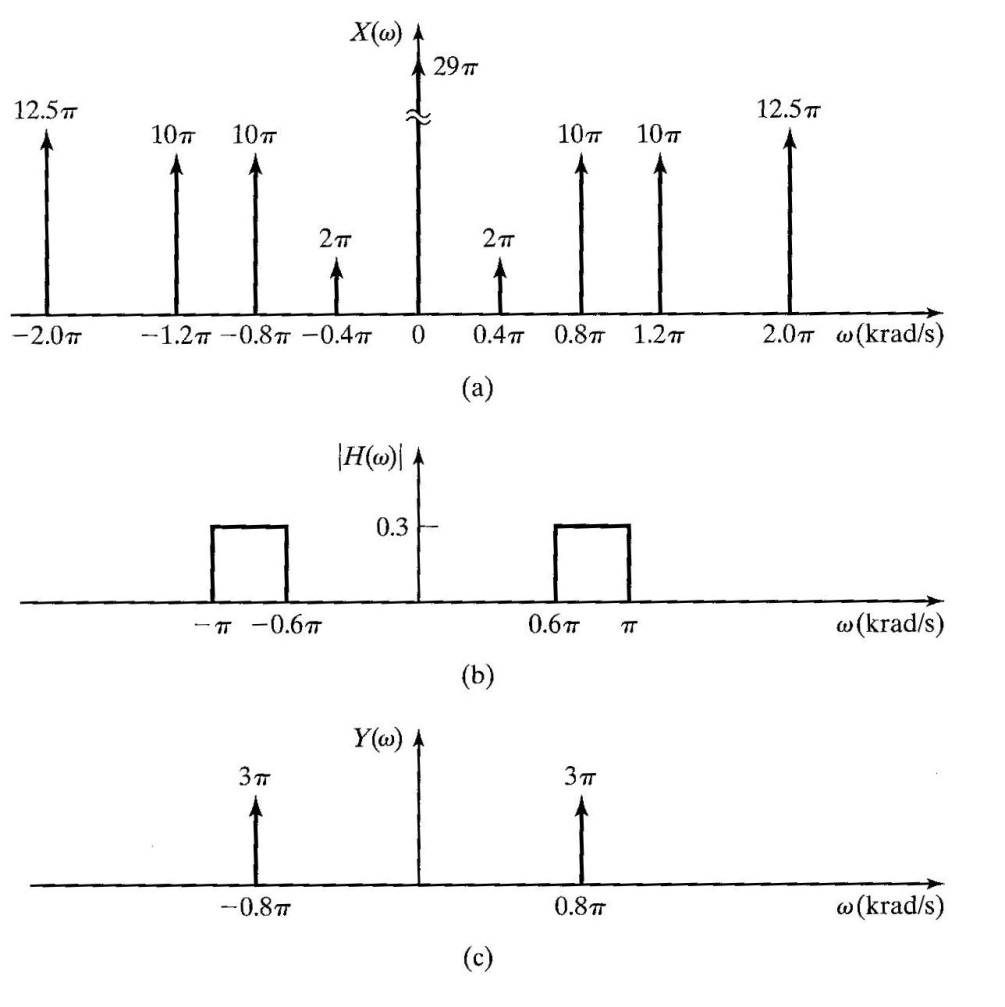 X(ω)
29π
12.5π 10π 10π 2π 2π 10π 10π 12.5π
−2.0π −1.2π −0.8π −0.4π 0 0.4π 0.8π 1.2π 2.0π ω(krad/s)
(a)
|H(ω)|
0.3
−π −0.6π 0.6π π ω(krad/s)
(b)
Y(ω)
3π 3π
−0.8π 0.8π ω(krad/s)
(c)